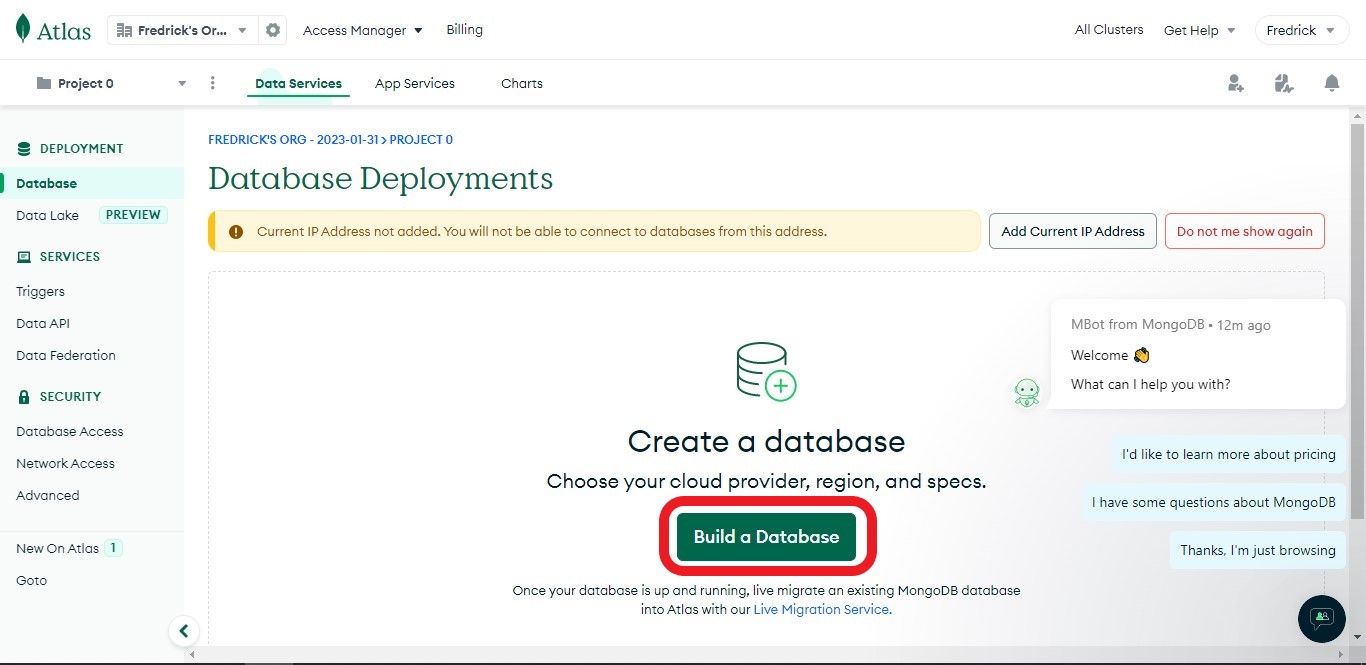 Atlas
Fredrick's Or...
Access Manager
Billing
All Clusters
Get Help
Fredrick
Project 0
Data Services
App Services
Charts
DEPLOYMENT
Database
Data Lake PREVIEW
SERVICES
Triggers
Data API
Data Federation
SECURITY
Database Access
Network Access
Advanced
New On Atlas 1
Goto
FREDRICK'S ORG - 2023-01-31 > PROJECT 0
Database Deployments
Current IP Address not added. You will not be able to connect to databases from this address.
Add Current IP Address
Do not me show again
Create a database
Choose your cloud provider, region, and specs.
Build a Database
Once your database is up and running, live migrate an existing MongoDB database
into Atlas with our Live Migration Service.
MBot from MongoDB • 12m ago
Welcome 👋
What can I help you with?
I'd like to learn more about pricing
I have some questions about MongoDB
Thanks, I'm just browsing